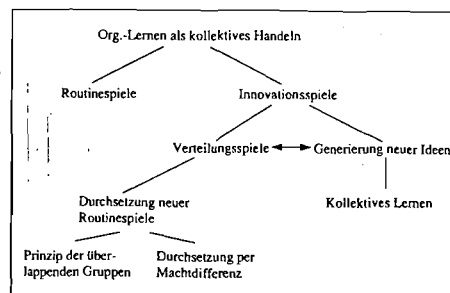 Org.-Lernen als kollektives Handeln
Routinespiele
Innovationsspiele
Verteilungsspiele
Generierung neuer Ideen
Durchsetzung neuer
Routinespiele
Kollektives Lernen
Prinzip der über-
lappenden Gruppen
Durchsetzung per
Machtdifferenz